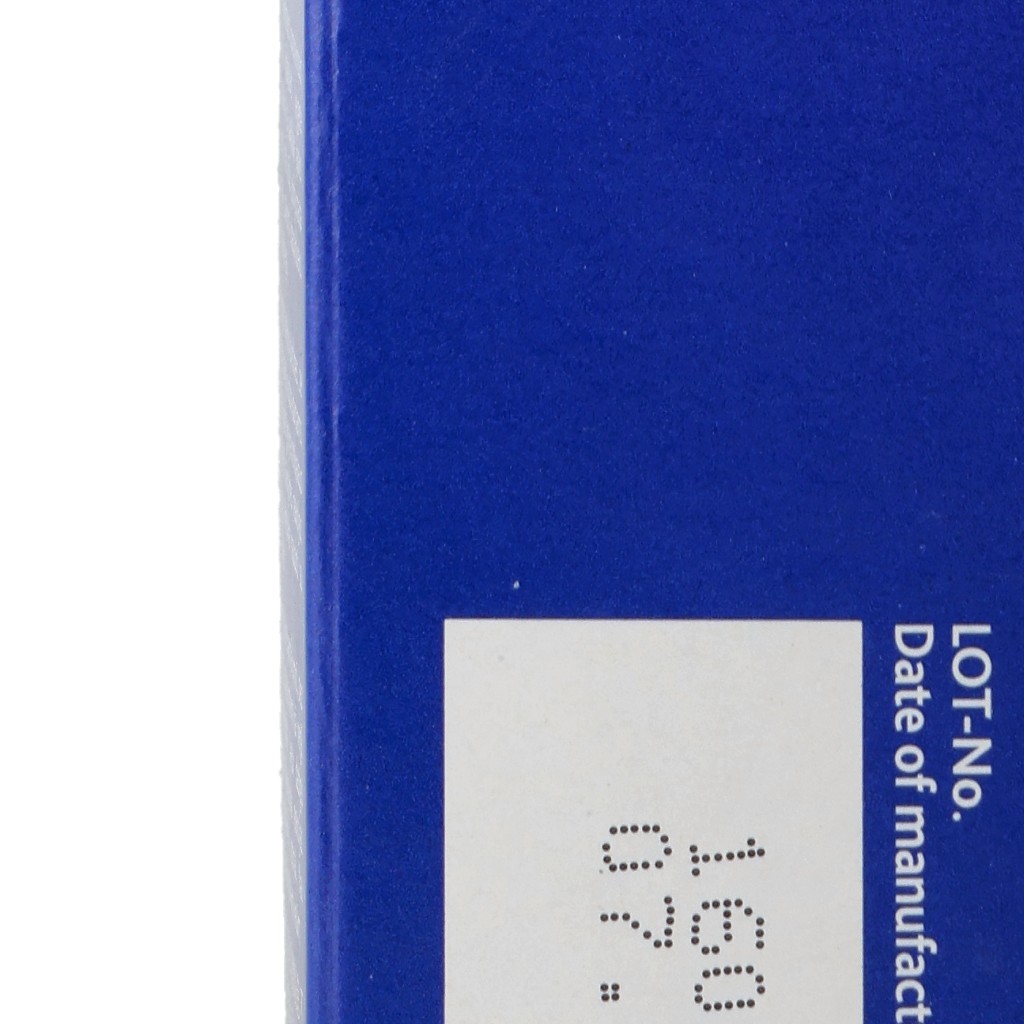 LOT-No.
Date of manufact
160
07.